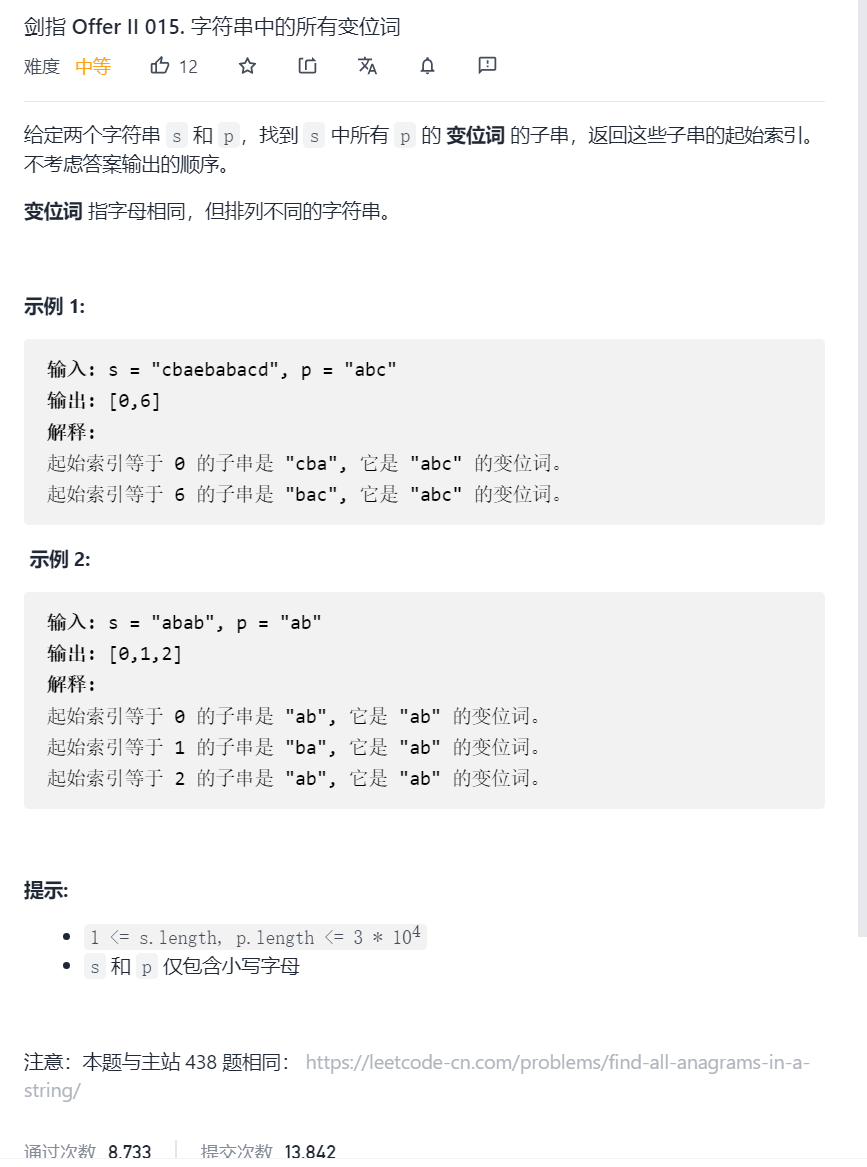 剑指 Offer II 015. 字符串中的所有变位词
难度 中等 12
给定两个字符串 s 和 p，找到 s 中所有 p 的 变位词 的子串，返回这些子串的起始索引。
不考虑答案输出的顺序。
变位词 指字母相同，但排列不同的字符串。
示例 1:
输入: s = "cbaebabacd", p = "abc"
输出: [0,6]
解释:
起始索引等于 0 的子串是 "cba", 它是 "abc" 的变位词。
起始索引等于 6 的子串是 "bac", 它是 "abc" 的变位词。
示例 2:
输入: s = "abab", p = "ab"
输出: [0,1,2]
解释:
起始索引等于 0 的子串是 "ab", 它是 "ab" 的变位词。
起始索引等于 1 的子串是 "ba", 它是 "ab" 的变位词。
起始索引等于 2 的子串是 "ab", 它是 "ab" 的变位词。
提示:
• 1 <= s.length, p.length <= 3 * 10⁴
• s 和 p 仅包含小写字母
注意：本题与主站 438 题相同： https://leetcode-cn.com/problems/find-all-anagrams-in-a-
string/
通过次数 8,733 提交次数 13,842